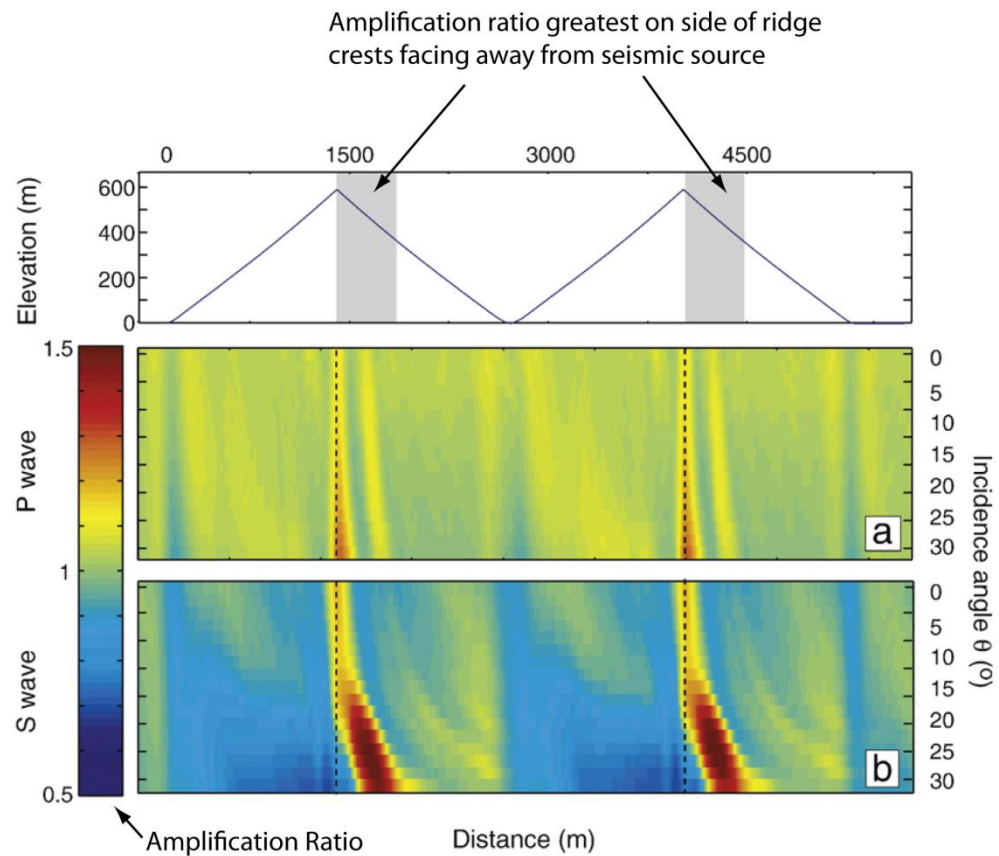 Amplification ratio greatest on side of ridge
crests facing away from seismic source
0 1500 3000 4500
Elevation (m)
600
400
200
0
1.5
1
0.5
P wave
S wave
0
5
10
15
20
25
30
a
0
5
10
15
20
25
30
b
Incidence angle θ (º)
Amplification Ratio
Distance (m)